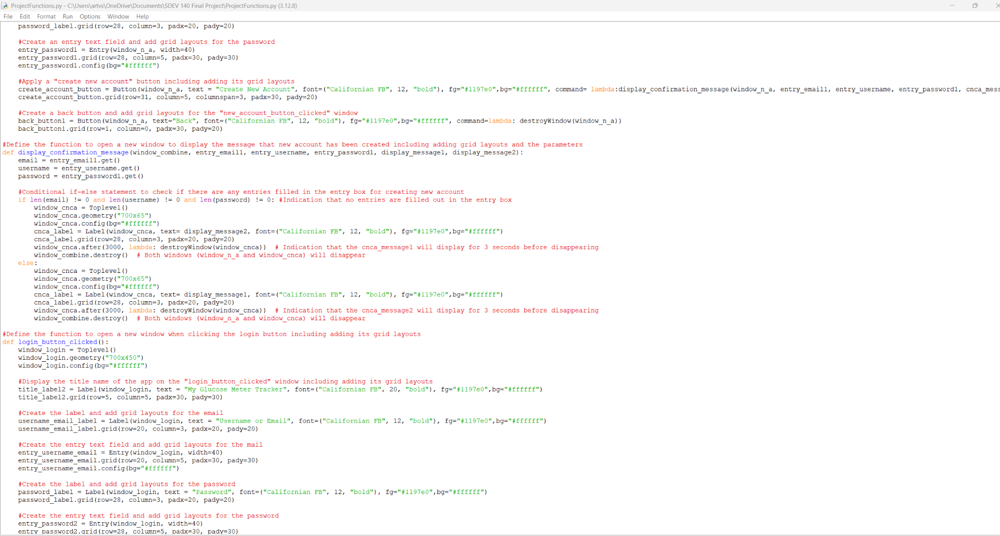 ProjectFunctions.py - C:\Users\artvs\OneDrive\Documents\SDEV 140 Final Project\ProjectFunctions.py (3.12.8)
File Edit Format Run Options Window Help
    password_label.grid(row=28, column=3, padx=20, pady=20)

    #Create an entry text field and add grid layouts for the password
    entry_password1 = Entry(window_n_a, width=40)
    entry_password1.grid(row=28, column=5, padx=30, pady=30)
    entry_password1.config(bg="#ffffff")

    #Apply a "create new account" button including adding its grid layouts
    create_account_button = Button(window_n_a, text = "Create New Account", font=("Californian FB", 12, "bold"), fg="#1197e0",bg="#ffffff", command= lambda:display_confirmation_message(window_n_a, entry_email1, entry_username, entry_password1, cnca_mess
    create_account_button.grid(row=31, column=5, columnspan=3, padx=30, pady=20)

    #Create a back button and add grid layouts for the "new_account_button_clicked" window
    back_button1 = Button(window_n_a, text="Back", font=("Californian FB", 12, "bold"), fg="#1197e0",bg="#ffffff", command=lambda: destroyWindow(window_n_a))
    back_button1.grid(row=1, column=0, padx=30, pady=20)

#Define the function to open a new window to display the message that new account has been created including adding grid layouts and the parameters
def display_confirmation_message(window_combine, entry_email1, entry_username, entry_password1, display_message1, display_message2):
    email = entry_email1.get()
    username = entry_username.get()
    password = entry_password1.get()

    #Conditional if-else statement to check if there are any entries filled in the entry box for creating new account
    if len(email) != 0 and len(username) != 0 and len(password) != 0: #Indication that no entries are filled out in the entry box
        window_cnca = Toplevel()
        window_cnca.geometry("700x65")
        window_cnca.config(bg="#ffffff")
        cnca_label = Label(window_cnca, text= display_message2, font=("Californian FB", 12, "bold"), fg="#1197e0",bg="#ffffff")
        cnca_label.grid(row=28, column=3, padx=20, pady=20)
        window_cnca.after(3000, lambda: destroyWindow(window_cnca))  # Indication that the cnca_message1 will display for 3 seconds before disappearing
        window_combine.destroy()  # Both windows (window_n_a and window_cnca) will disappear
    else:
        window_cnca = Toplevel()
        window_cnca.geometry("700x65")
        window_cnca.config(bg="#ffffff")
        cnca_label = Label(window_cnca, text= display_message1, font=("Californian FB", 12, "bold"), fg="#1197e0",bg="#ffffff")
        cnca_label.grid(row=28, column=3, padx=20, pady=20)
        window_cnca.after(3000, lambda: destroyWindow(window_cnca))  # Indication that the cnca_message2 will display for 3 seconds before disappearing
        window_combine.destroy()  # Both windows (window_n_a and window_cnca) will disappear

#Define the function to open a new window when clicking the login button including adding its grid layouts
def login_button_clicked():
    window_login = Toplevel()
    window_login.geometry("700x450")
    window_login.config(bg="#ffffff")

    #Display the title name of the app on the "login_button_clicked" window including adding its grid layouts
    title_label2 = Label(window_login, text = "My Glucose Meter Tracker", font=("Californian FB", 20, "bold"), fg="#1197e0",bg="#ffffff")
    title_label2.grid(row=5, column=5, padx=30, pady=30)

    #Create the label and add grid layouts for the email
    username_email_label = Label(window_login, text = "Username or Email", font=("Californian FB", 12, "bold"), fg="#1197e0",bg="#ffffff")
    username_email_label.grid(row=20, column=3, padx=20, pady=20)

    #Create the entry text field and add grid layouts for the mail
    entry_username_email = Entry(window_login, width=40)
    entry_username_email.grid(row=20, column=5, padx=30, pady=30)
    entry_username_email.config(bg="#ffffff")

    #Create the label and add grid layouts for the password
    password_label = Label(window_login, text = "Password", font=("Californian FB", 12, "bold"), fg="#1197e0",bg="#ffffff")
    password_label.grid(row=28, column=3, padx=20, pady=20)

    #Create the entry text field and add grid layouts for the password
    entry_password2 = Entry(window_login, width=40)
    entry_password2.grid(row=28, column=5, padx=30, pady=30)